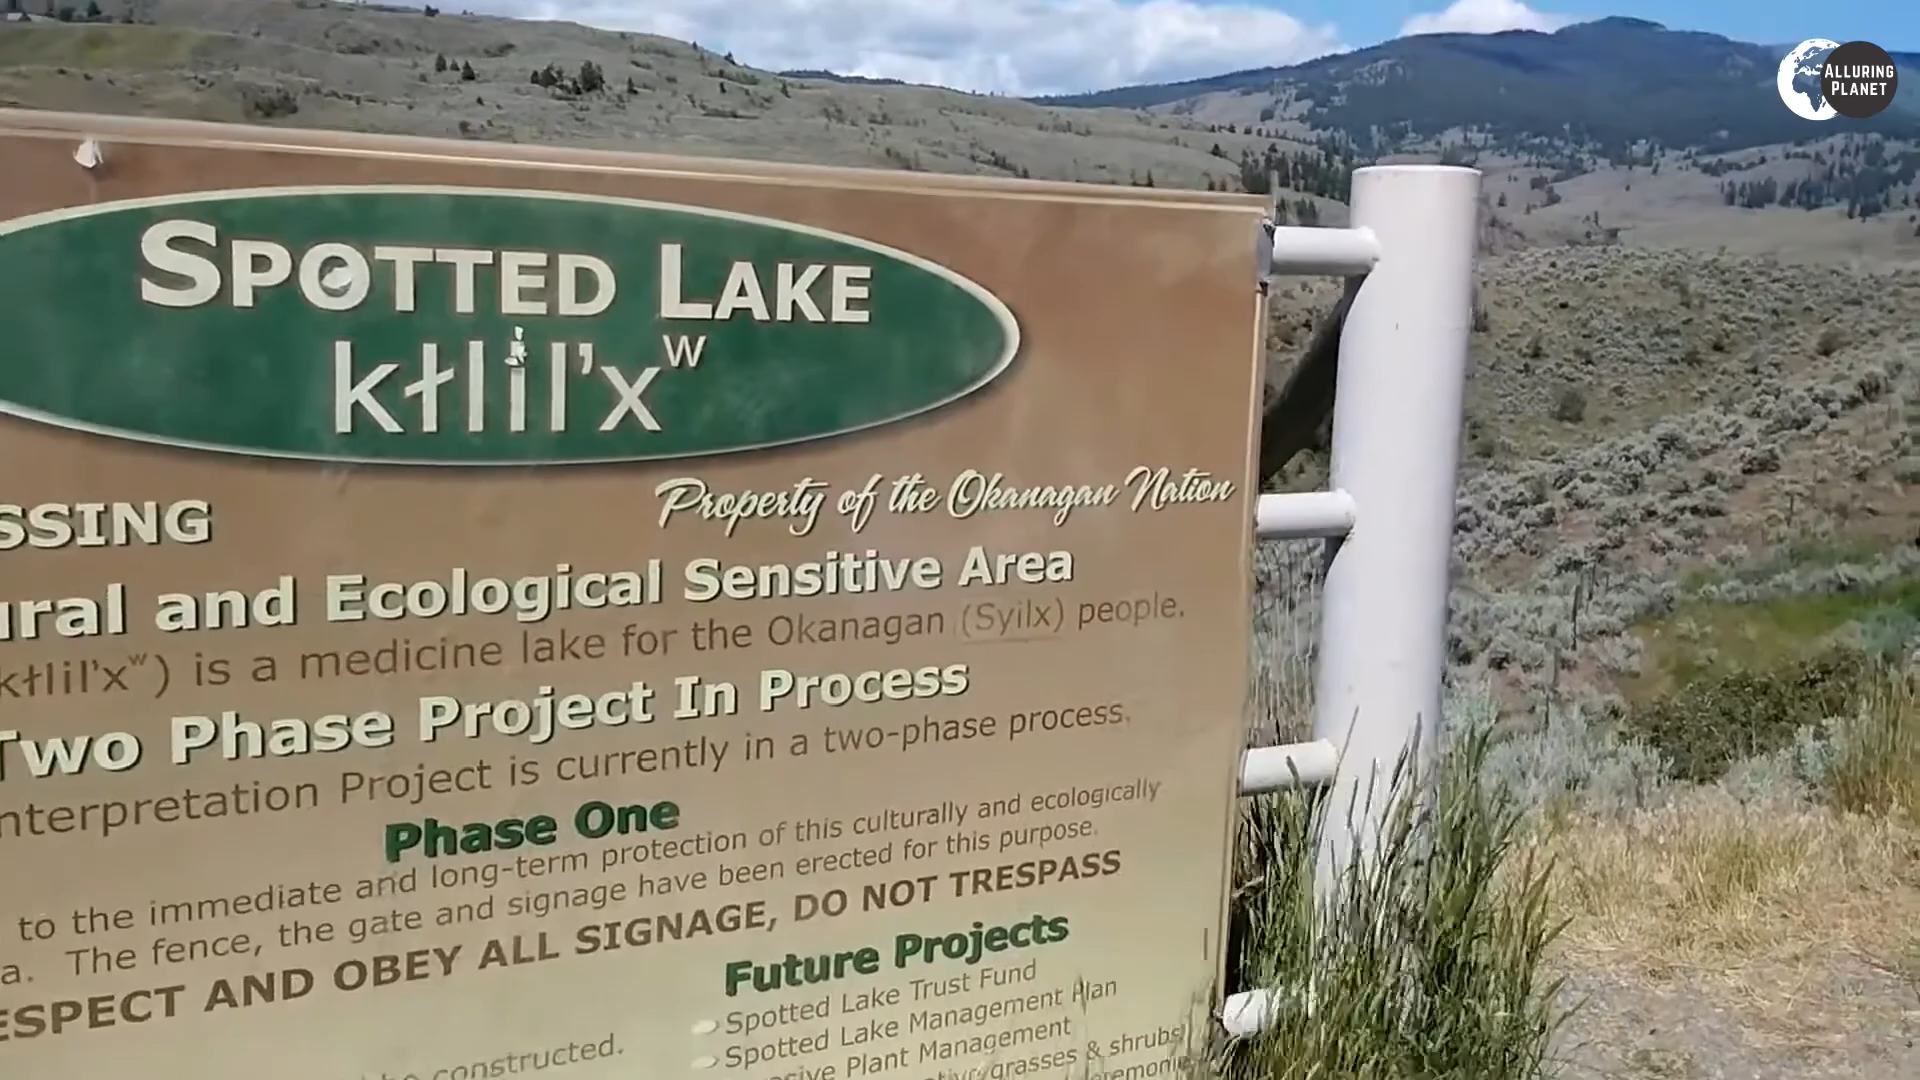 ALLURING
PLANET
SPOTTED LAKE
kłlil'xʷ
Property of the Okanagan Nation
SSING
ural and Ecological Sensitive Area
kłlil'xʷ) is a medicine lake for the Okanagan (Syilx) people.
Two Phase Project In Process
nterpretation Project is currently in a two-phase process.
Phase One
to the immediate and long-term protection of this culturally and ecologically
a. The fence, the gate and signage have been erected for this purpose.
ESPECT AND OBEY ALL SIGNAGE, DO NOT TRESPASS
Future Projects
Spotted Lake Trust Fund
Spotted Lake Management Plan
sive Plant Management
grasses & shrubs
constructed.